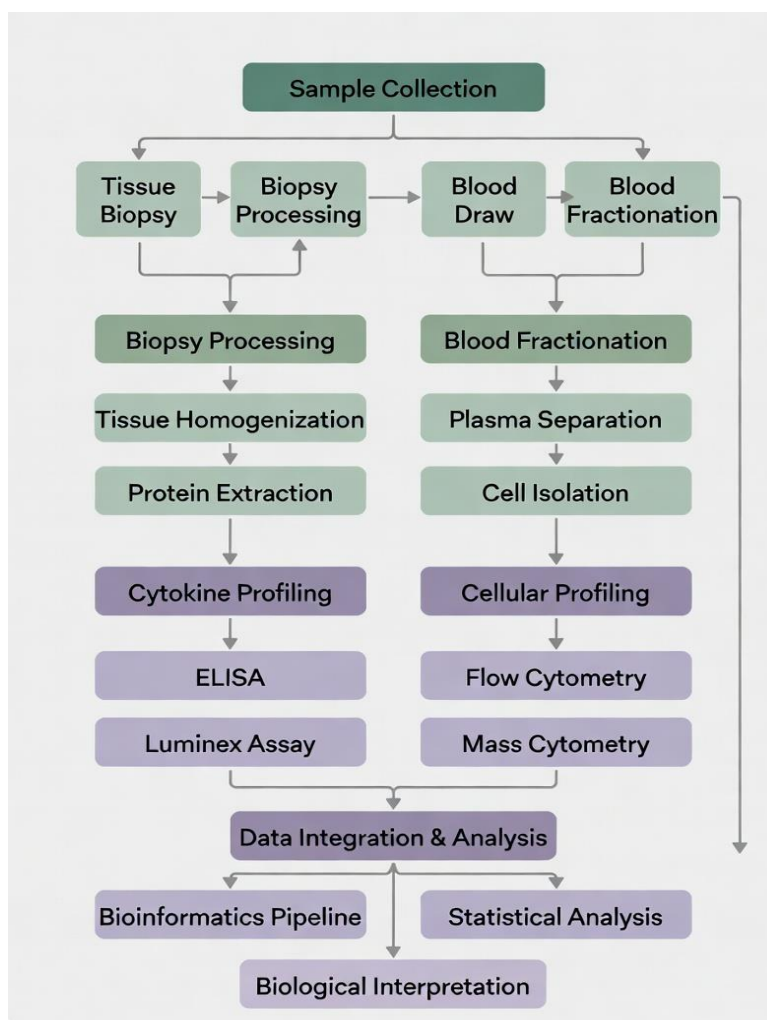 Sample Collection
Tissue
Biopsy
Biopsy
Processing
Blood
Draw
Blood
Fractionation
Biopsy Processing
Blood Fractionation
Tissue Homogenization
Plasma Separation
Protein Extraction
Cell Isolation
Cytokine Profiling
Cellular Profiling
ELISA
Flow Cytometry
Luminex Assay
Mass Cytometry
Data Integration & Analysis
Bioinformatics Pipeline
Statistical Analysis
Biological Interpretation